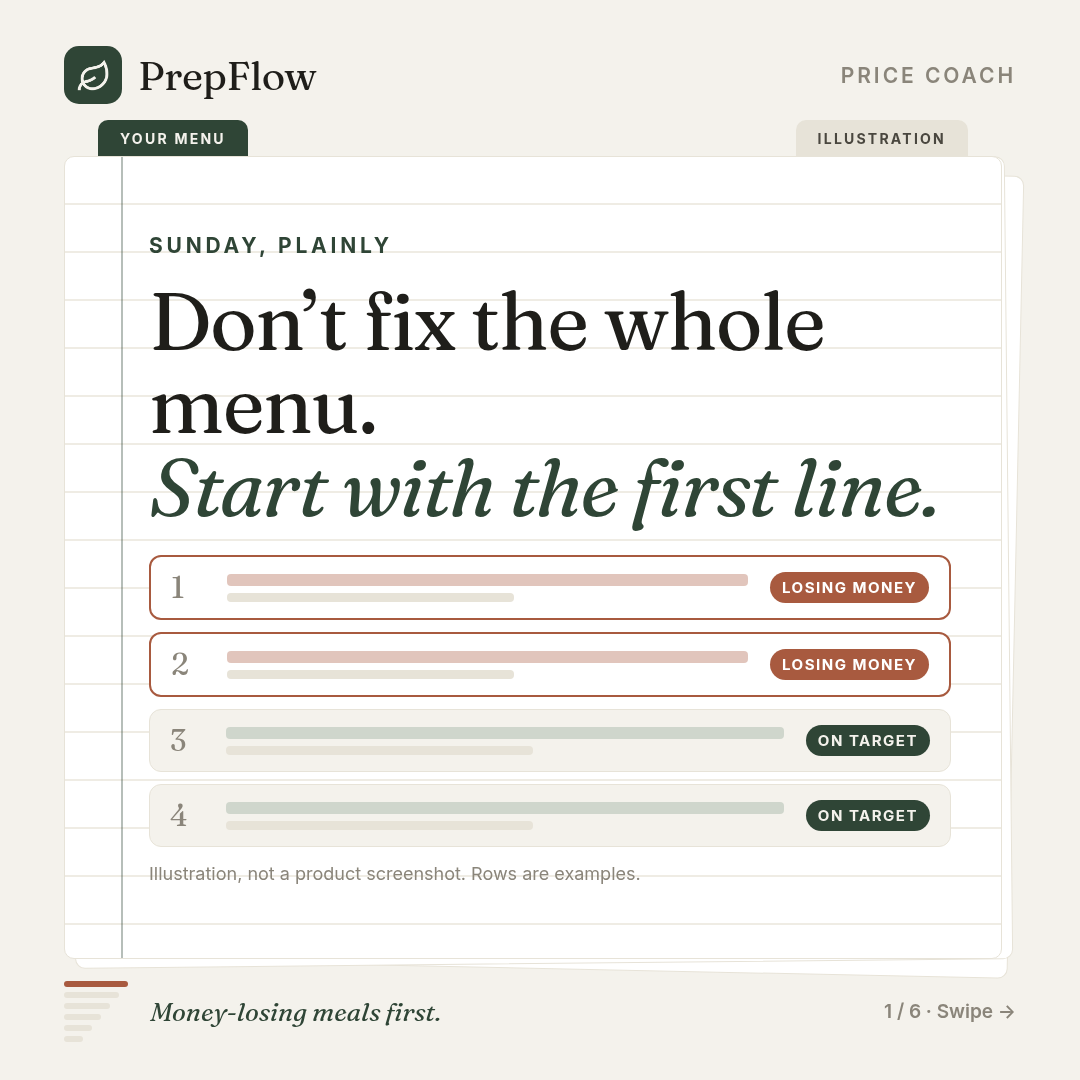 PrepFlow
PRICE COACH
YOUR MENU
ILLUSTRATION
SUNDAY, PLAINLY
Don’t fix the whole
menu.
Start with the first line.
1
LOSING MONEY
2
LOSING MONEY
3
ON TARGET
4
ON TARGET
Illustration, not a product screenshot. Rows are examples.
Money-losing meals first.
1 / 6 · Swipe →